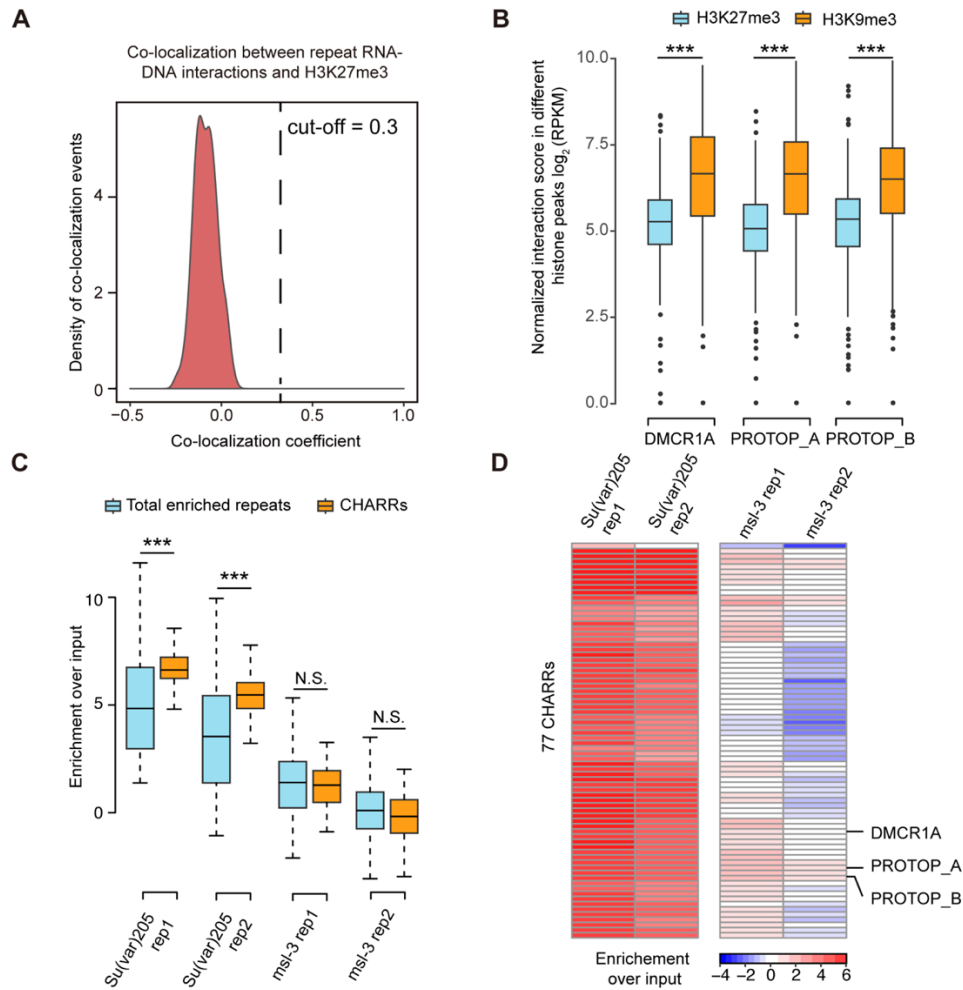 A
Co-localization between repeat RNA-
DNA interactions and H3K27me3
cut-off = 0.3
Density of co-localization events
4
2
0
−0.5
0.0
0.5
1.0
Co-localization coefficient
B
H3K27me3
H3K9me3
***
***
***
Normalized interaction score in different
histone peaks log2 (RPKM)
10.0
7.5
5.0
2.5
0.0
DMCR1A
PROTOP_A
PROTOP_B
C
Total enriched repeats
CHARRs
***
***
N.S.
N.S.
Enrichment over input
10
5
0
Su(var)205
rep1
Su(var)205
rep2
msl-3 rep1
msl-3 rep2
D
Su(var)205
rep1
Su(var)205
rep2
msl-3 rep1
msl-3 rep2
77 CHARRs
DMCR1A
PROTOP_A
PROTOP_B
Enrichement
over input
−4
−2
0
2
4
6